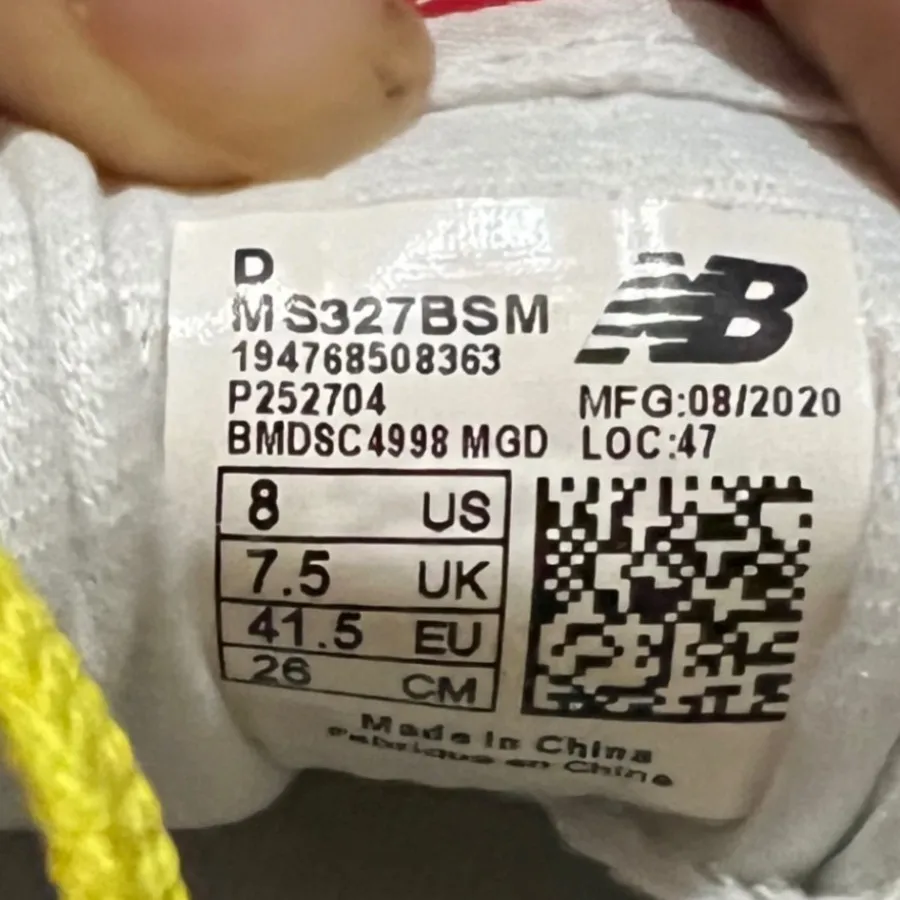 D
MS327BSM
NB
194768508363
P252704
MFG:08/2020
BMDSC4998 MGD
LOC:47
8 US
7.5 UK
41.5 EU
26 CM
Made in China
Fabriqué en Chine